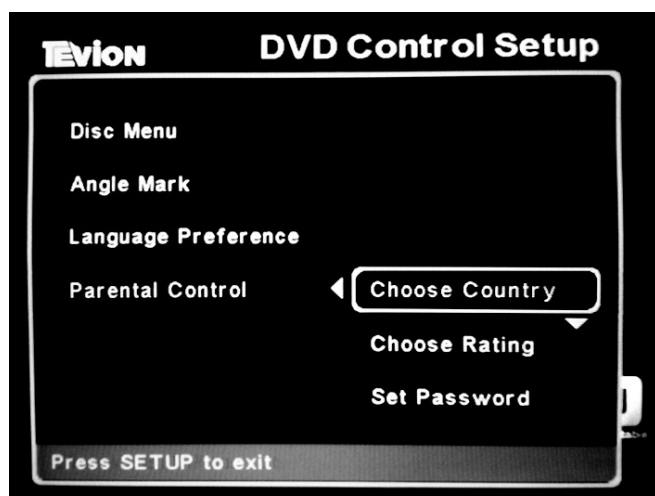 TEVION
DVD Control Setup
Disc Menu
Angle Mark
Language Preference
Parental Control
Choose Country
Choose Rating
Set Password
Press SETUP to exit